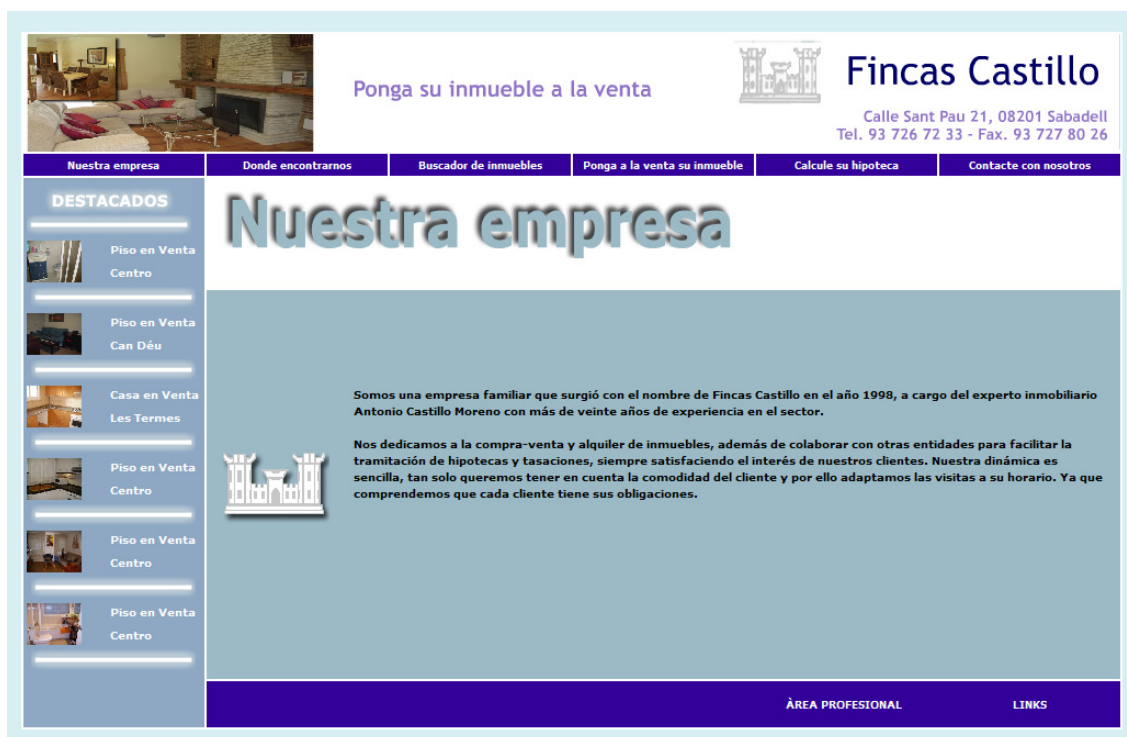 Ponga su inmueble a la venta
Fincas Castillo
Calle Sant Pau 21, 08201 Sabadell
Tel. 93 726 72 33 - Fax. 93 727 80 26
Nuestra empresa
Donde encontrarnos
Buscador de inmuebles
Ponga a la venta su inmueble
Calcule su hipoteca
Contacte con nosotros
DESTACADOS
Piso en Venta
Centro
Piso en Venta
Can Déu
Casa en Venta
Les Termes
Piso en Venta
Centro
Piso en Venta
Centro
Piso en Venta
Centro
Nuestra empresa
Somos una empresa familiar que surgió con el nombre de Fincas Castillo en el año 1998, a cargo del experto inmobiliario
Antonio Castillo Moreno con más de veinte años de experiencia en el sector.
Nos dedicamos a la compra-venta y alquiler de inmuebles, además de colaborar con otras entidades para facilitar la
tramitación de hipotecas y tasaciones, siempre satisfaciendo el interés de nuestros clientes. Nuestra dinámica es
sencilla, tan solo queremos tener en cuenta la comodidad del cliente y por ello adaptamos las visitas a su horario. Ya que
comprendemos que cada cliente tiene sus obligaciones.
ÀREA PROFESIONAL
LINKS